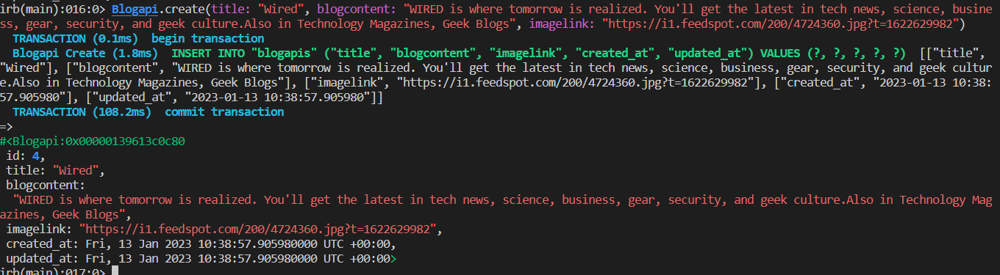 irb(main):016:0> Blogapi.create(title: "Wired", blogcontent: "WIRED is where tomorrow is realized. You'll get the latest in tech news, science, busine
ss, gear, security, and geek culture.Also in Technology Magazines, Geek Blogs", imagelink: "https://i1.feedspot.com/200/4724360.jpg?t=1622629982")
  TRANSACTION (0.1ms)  begin transaction
  Blogapi Create (1.8ms)  INSERT INTO "blogapis" ("title", "blogcontent", "imagelink", "created_at", "updated_at") VALUES (?, ?, ?, ?, ?)  [["title",
"Wired"], ["blogcontent", "WIRED is where tomorrow is realized. You'll get the latest in tech news, science, business, gear, security, and geek cultur
e.Also in Technology Magazines, Geek Blogs"], ["imagelink", "https://i1.feedspot.com/200/4724360.jpg?t=1622629982"], ["created_at", "2023-01-13 10:38:
57.905980"], ["updated_at", "2023-01-13 10:38:57.905980"]]
  TRANSACTION (108.2ms)  commit transaction
=>
#<Blogapi:0x00000139613c0c80
 id: 4,
 title: "Wired",
 blogcontent:
  "WIRED is where tomorrow is realized. You'll get the latest in tech news, science, business, gear, security, and geek culture.Also in Technology Mag
azines, Geek Blogs",
 imagelink: "https://i1.feedspot.com/200/4724360.jpg?t=1622629982",
 created_at: Fri, 13 Jan 2023 10:38:57.905980000 UTC +00:00,
 updated_at: Fri, 13 Jan 2023 10:38:57.905980000 UTC +00:00>
irb(main):017:0>